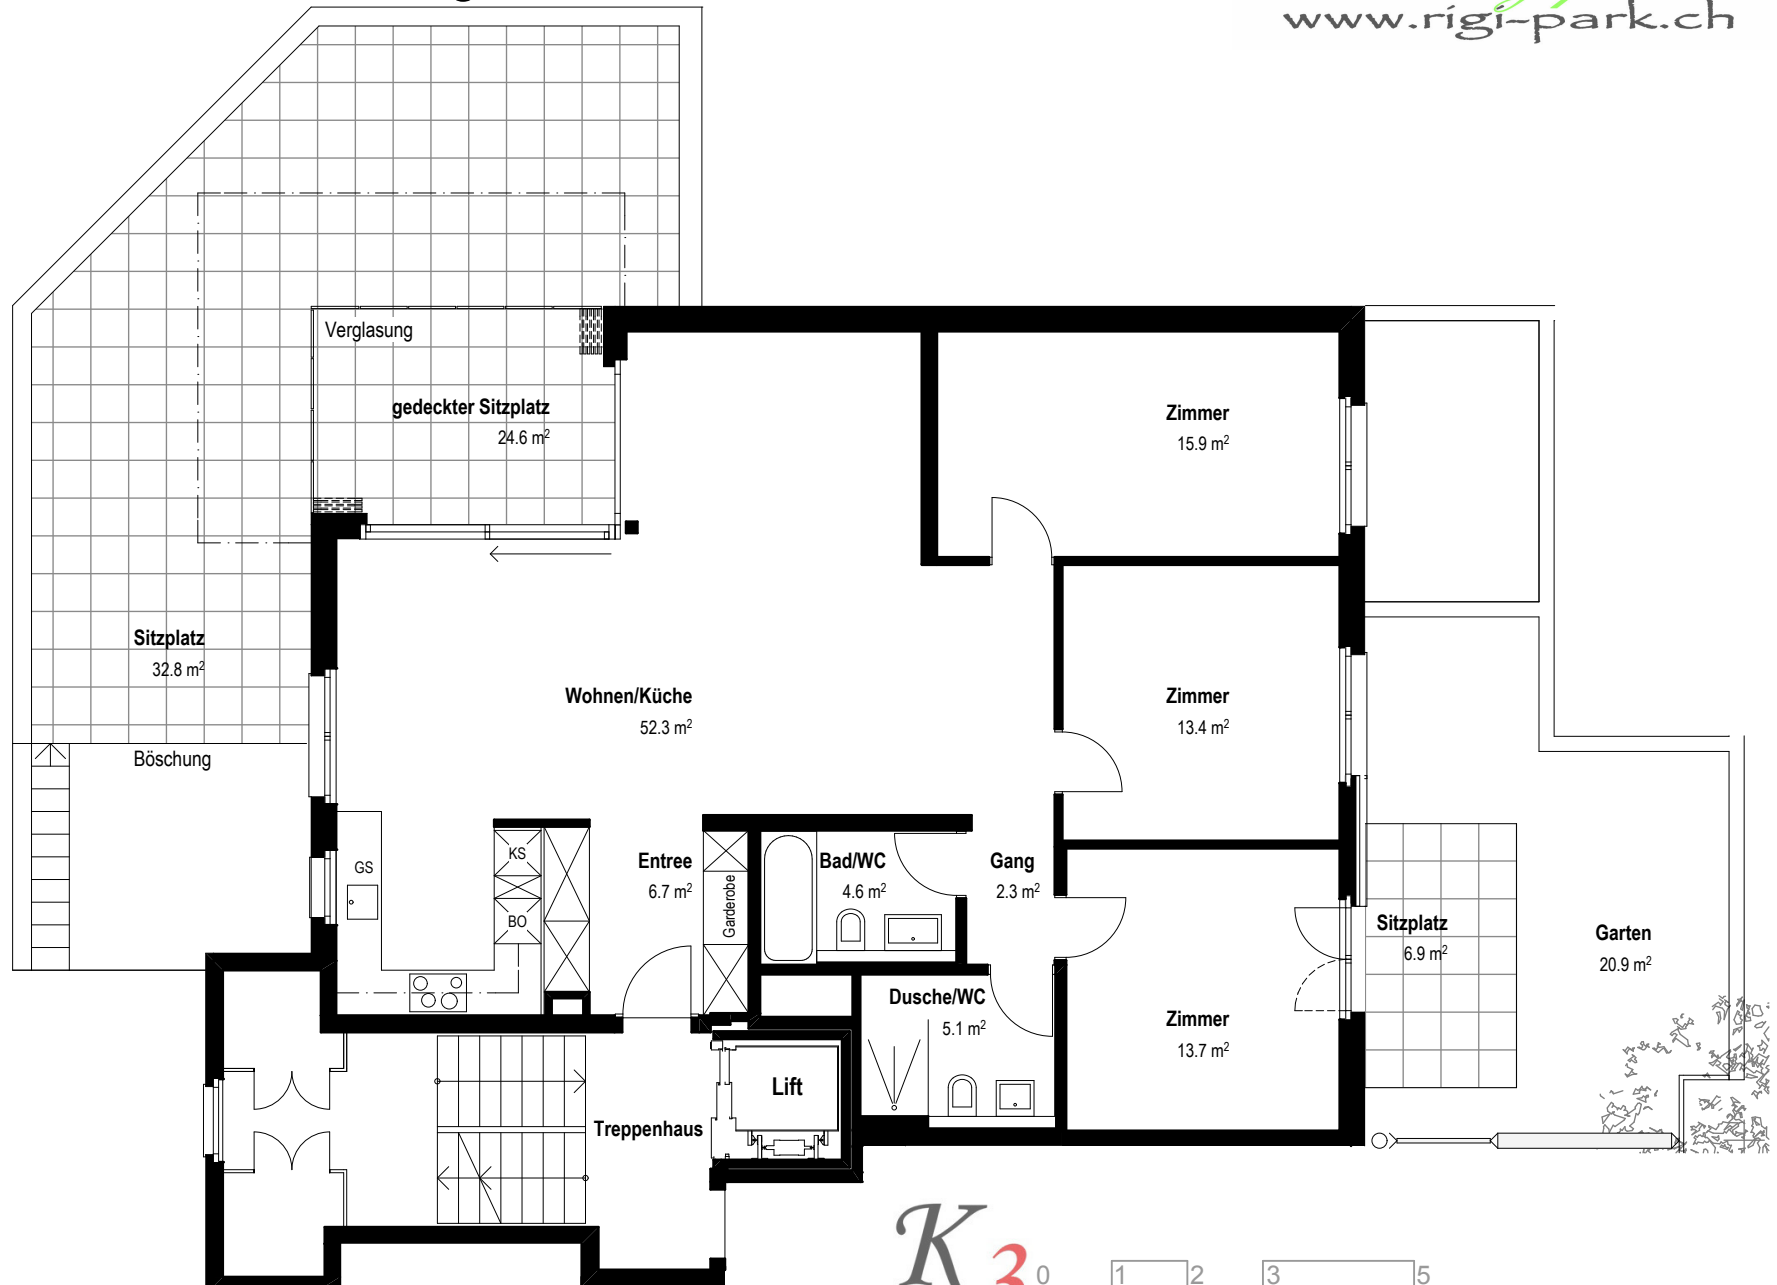 www.rigi-park.ch
Verglasung
gedeckter Sitzplatz
24.6 m²
Zimmer
15.9 m²
Sitzplatz
32.8 m²
Wohnen/Küche
52.3 m²
Zimmer
13.4 m²
Böschung
GS
KS
BO
Entree
6.7 m²
Garderobe
Bad/WC
4.6 m²
Gang
2.3 m²
Sitzplatz
6.9 m²
Garten
20.9 m²
Dusche/WC
5.1 m²
Zimmer
13.7 m²
Lift
Treppenhaus
K3
0 1 2 3 5